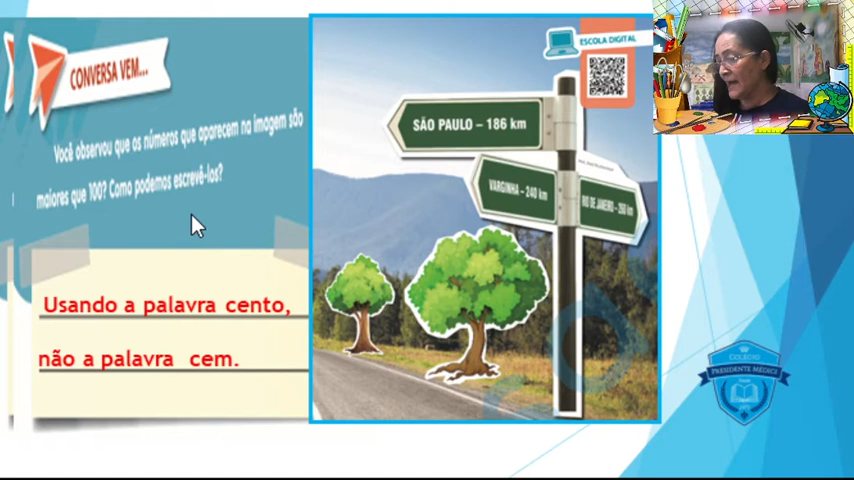 CONVERSA VEM...
Você observou que os números que aparecem na imagem são
maiores que 100? Como podemos escrevê-los?
Usando a palavra cento,
não a palavra cem.
ESCOLA DIGITAL
SÃO PAULO – 186 km
VARGINHA – 240 km
RIO DE JANEIRO –
COLÉGIO
PRESIDENTE MÉDICI